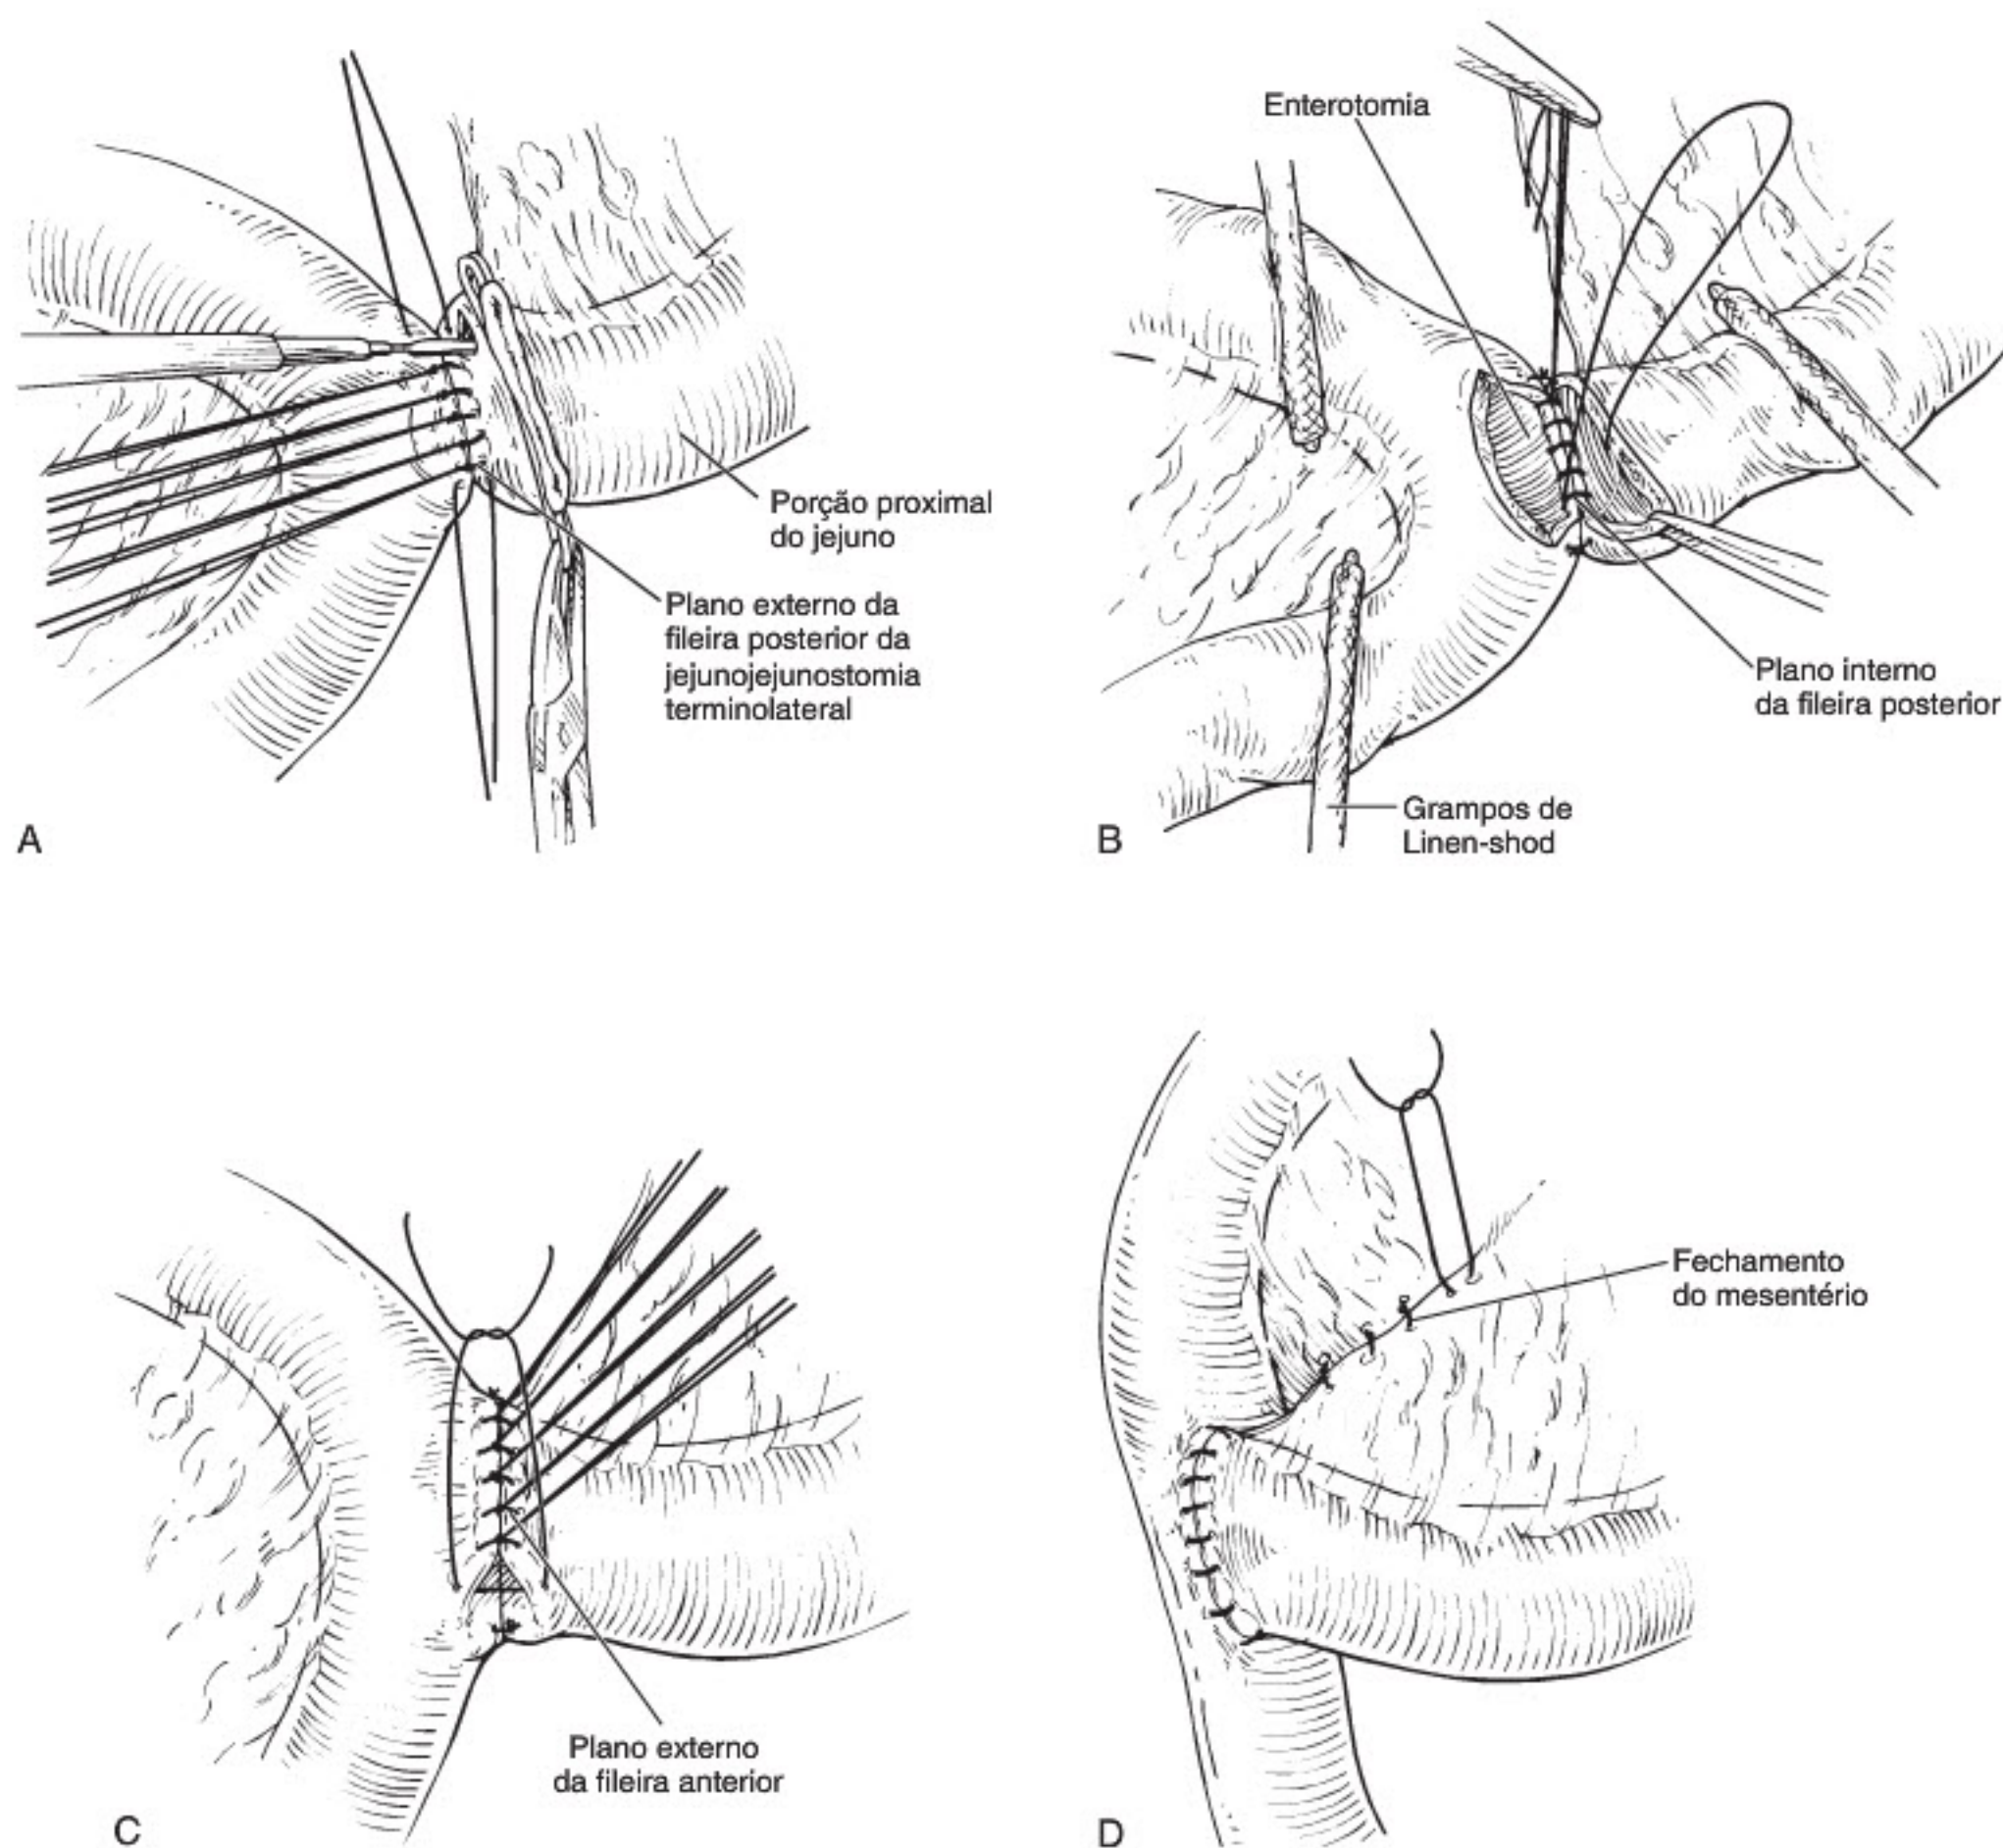 Porção proximal
do jejuno
Plano externo da
fileira posterior da
jejunojejunostomia
terminolateral
A
Enterotomia
Plano interno
da fileira posterior
Grampos de
Linen-shod
B
Plano externo
da fileira anterior
C
Fechamento
do mesentério
D